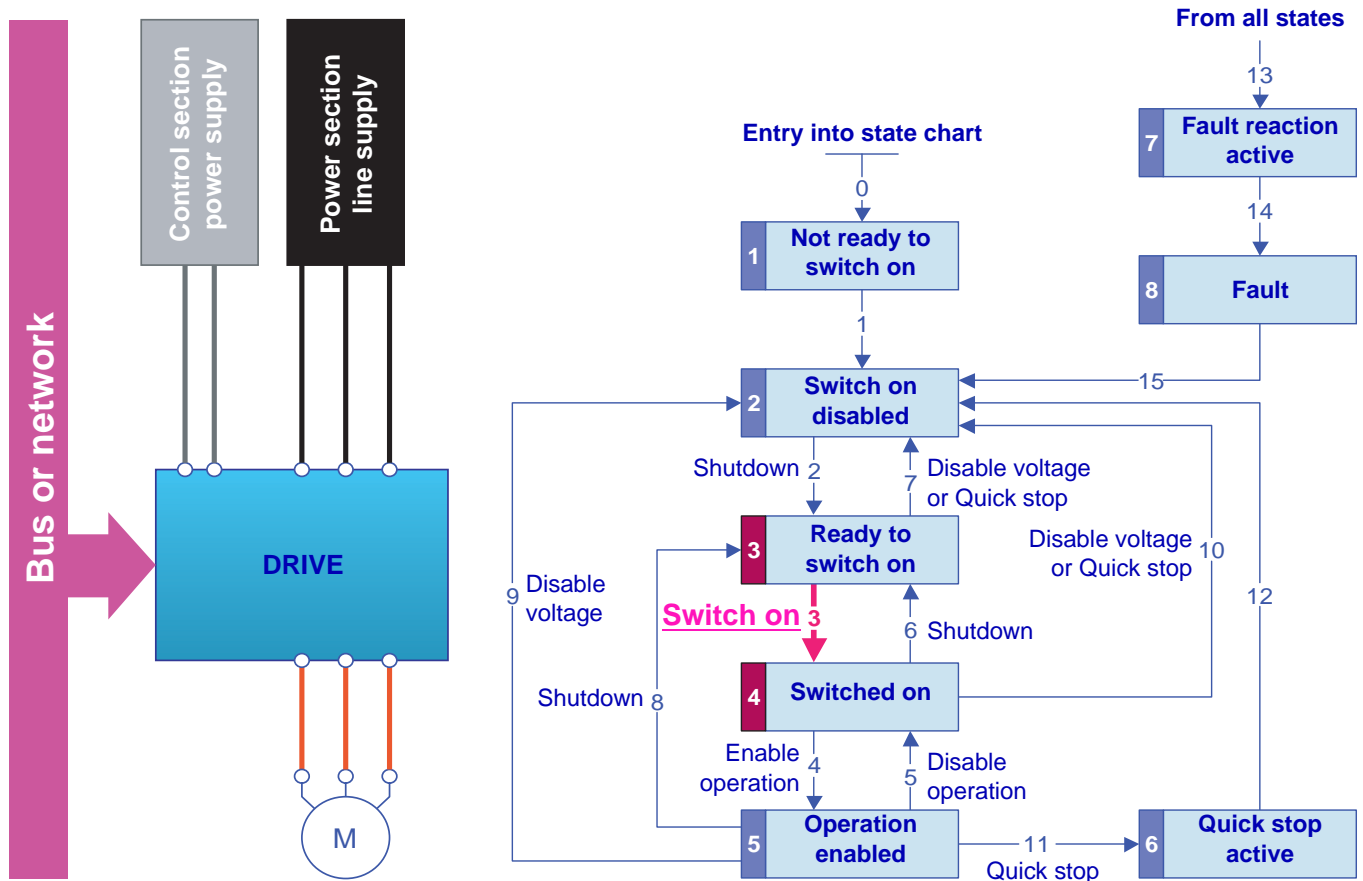 Bus or network
Control section
power supply
Power section
line supply
DRIVE
M
From all states
13
7
Fault reaction
active
14
8
Fault
15
Entry into state chart
0
1
Not ready to
switch on
1
2
Switch on
disabled
Shutdown 2
7 Disable voltage
or Quick stop
3
Ready to
switch on
Disable voltage
or Quick stop
10
9 Disable
voltage
12
Switch on 3
6 Shutdown
4
Switched on
Shutdown 8
Enable
operation
4
5
Disable
operation
5
Operation
enabled
11
Quick stop
6
Quick stop
active